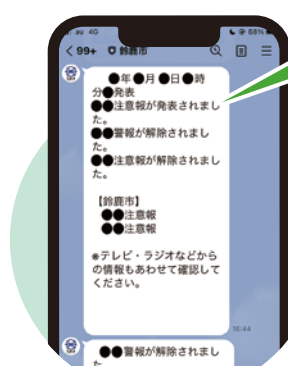 au 4G 68%
99+ 鈴鹿市
●年●月 ●日●時
分●発表
●●注意報が発表されまし
た。
●●警報が解除されまし
た。
●●注意報が解除されまし
た。
【鈴鹿市】
●●注意報
●●注意報
※テレビ・ラジオなどから
の情報もあわせて確認して
ください。
16:44
●●警報が解除されまし
た